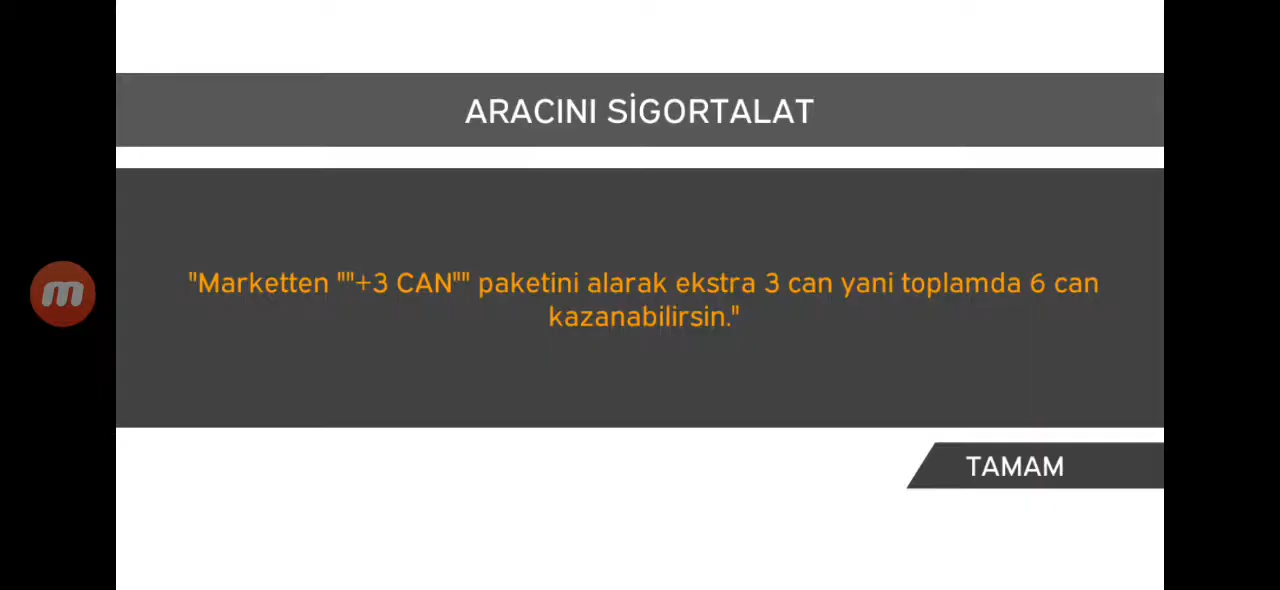 ARACINI SİGORTALAT
"Marketten ""+3 CAN"" paketini alarak ekstra 3 can yani toplamda 6 can
kazanabilirsin."
TAMAM